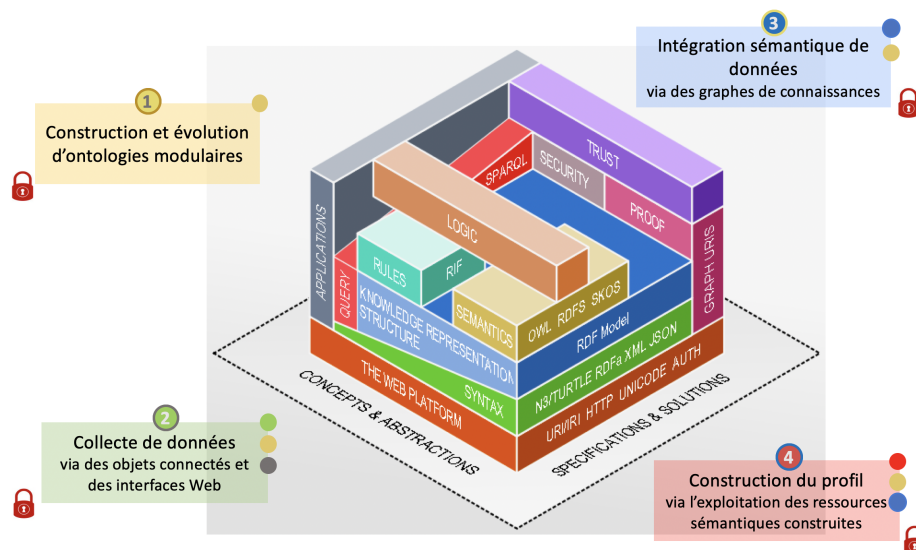 1
Construction et évolution
d'ontologies modulaires
3
Intégration sémantique de
données
via des graphes de connaissances
TRUST
SPARQL
SECURITY
PROOF
LOGIC
APPLICATIONS
RULES
RIF
GRAPH URIS
QUERY
KNOWLEDGE REPRESENTATION
STRUCTURE
SEMANTICS
OWL RDFS SKOS
RDF Model
SYNTAX
N3/TURTLE RDFa XML JSON
THE WEB PLATFORM
URI/IRI HTTP UNICODE AUTH
CONCEPTS & ABSTRACTIONS
SPECIFICATIONS & SOLUTIONS
2
Collecte de données
via des objets connectés et
des interfaces Web
4
Construction du profil
via l'exploitation des ressources
sémantiques construites